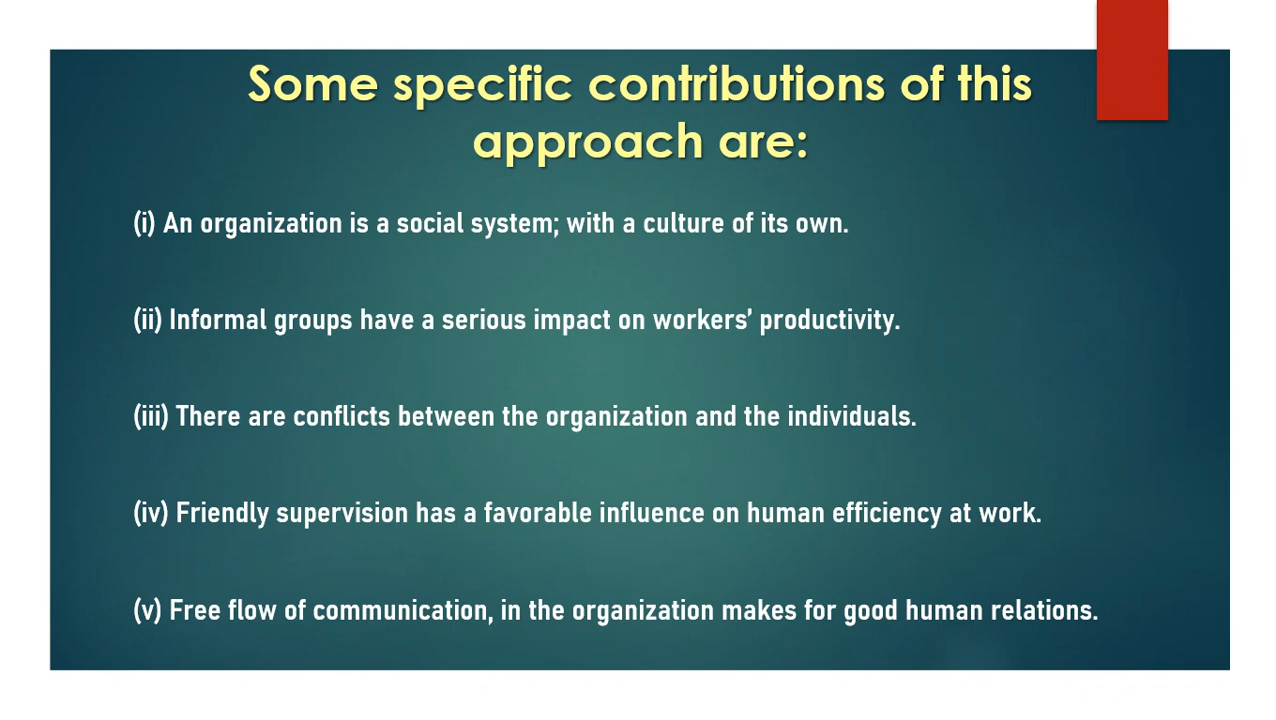 Some specific contributions of this
approach are:
(i) An organization is a social system; with a culture of its own.
(ii) Informal groups have a serious impact on workers’ productivity.
(iii) There are conflicts between the organization and the individuals.
(iv) Friendly supervision has a favorable influence on human efficiency at work.
(v) Free flow of communication, in the organization makes for good human relations.